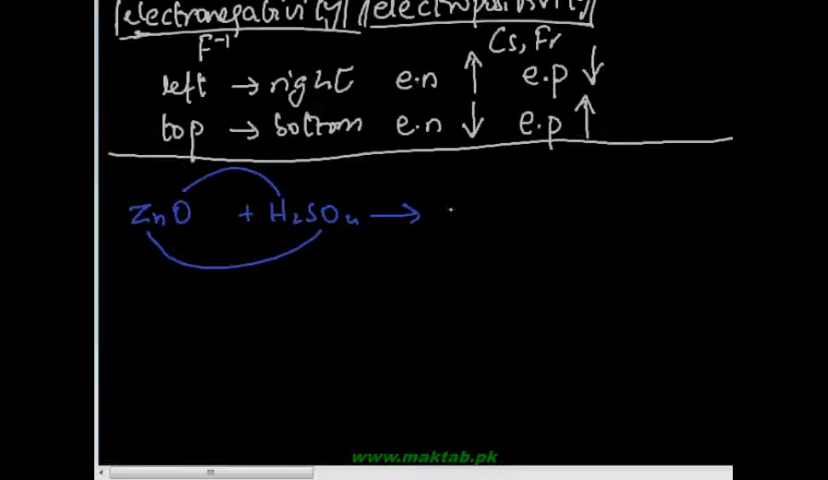 electronegativity / electropositivity
F⁻¹ Cs, Fr
left → right e.n ↑ e.p ↓
top → bottom e.n ↓ e.p ↑
ZnO + H₂SO₄ →
www.maktab.pk